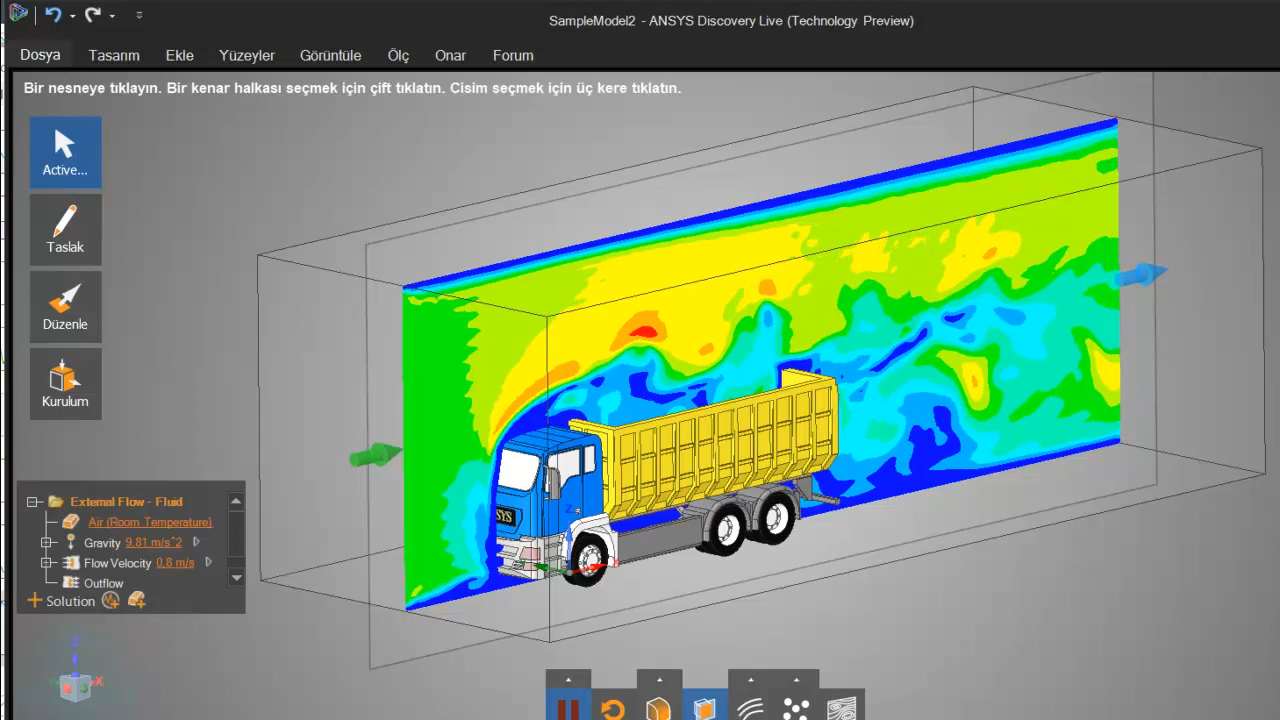 SampleModel2 - ANSYS Discovery Live (Technology Preview)
Dosya Tasarım Ekle Yüzeyler Görüntüle Ölç Onar Forum
Bir nesneye tıklayın. Bir kenar halkası seçmek için çift tıklatın. Cisim seçmek için üç kere tıklatın.
Active...
Taslak
Düzenle
Kurulum
External Flow - Fluid
Air (Room Temperature)
Gravity 9,81 m/s^2
Flow Velocity 0,8 m/s
Outflow
Solution
SYS
Z
Z
X